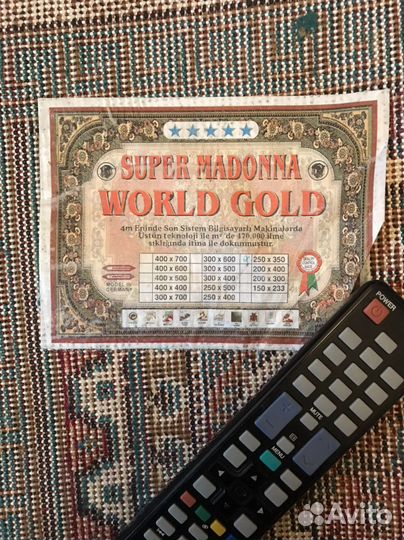 SUPER MADONNA
WORLD GOLD
4m Eninde Son Sistem Bilgisayarlı Makinalarda
Üstün teknoloji ile m² de 470.000 ilme
sıklığında itina ile dokunmuştur.
400 x 700 300 x 600 250 x 350
400 x 600 300 x 500 200 x 400
400 x 500 300 x 400 200 x 300
400 x 400 250 x 500 150 x 233
300 x 700 250 x 400
MODEL IN
GERMANY
POWER
MUTE
MENU
Avito